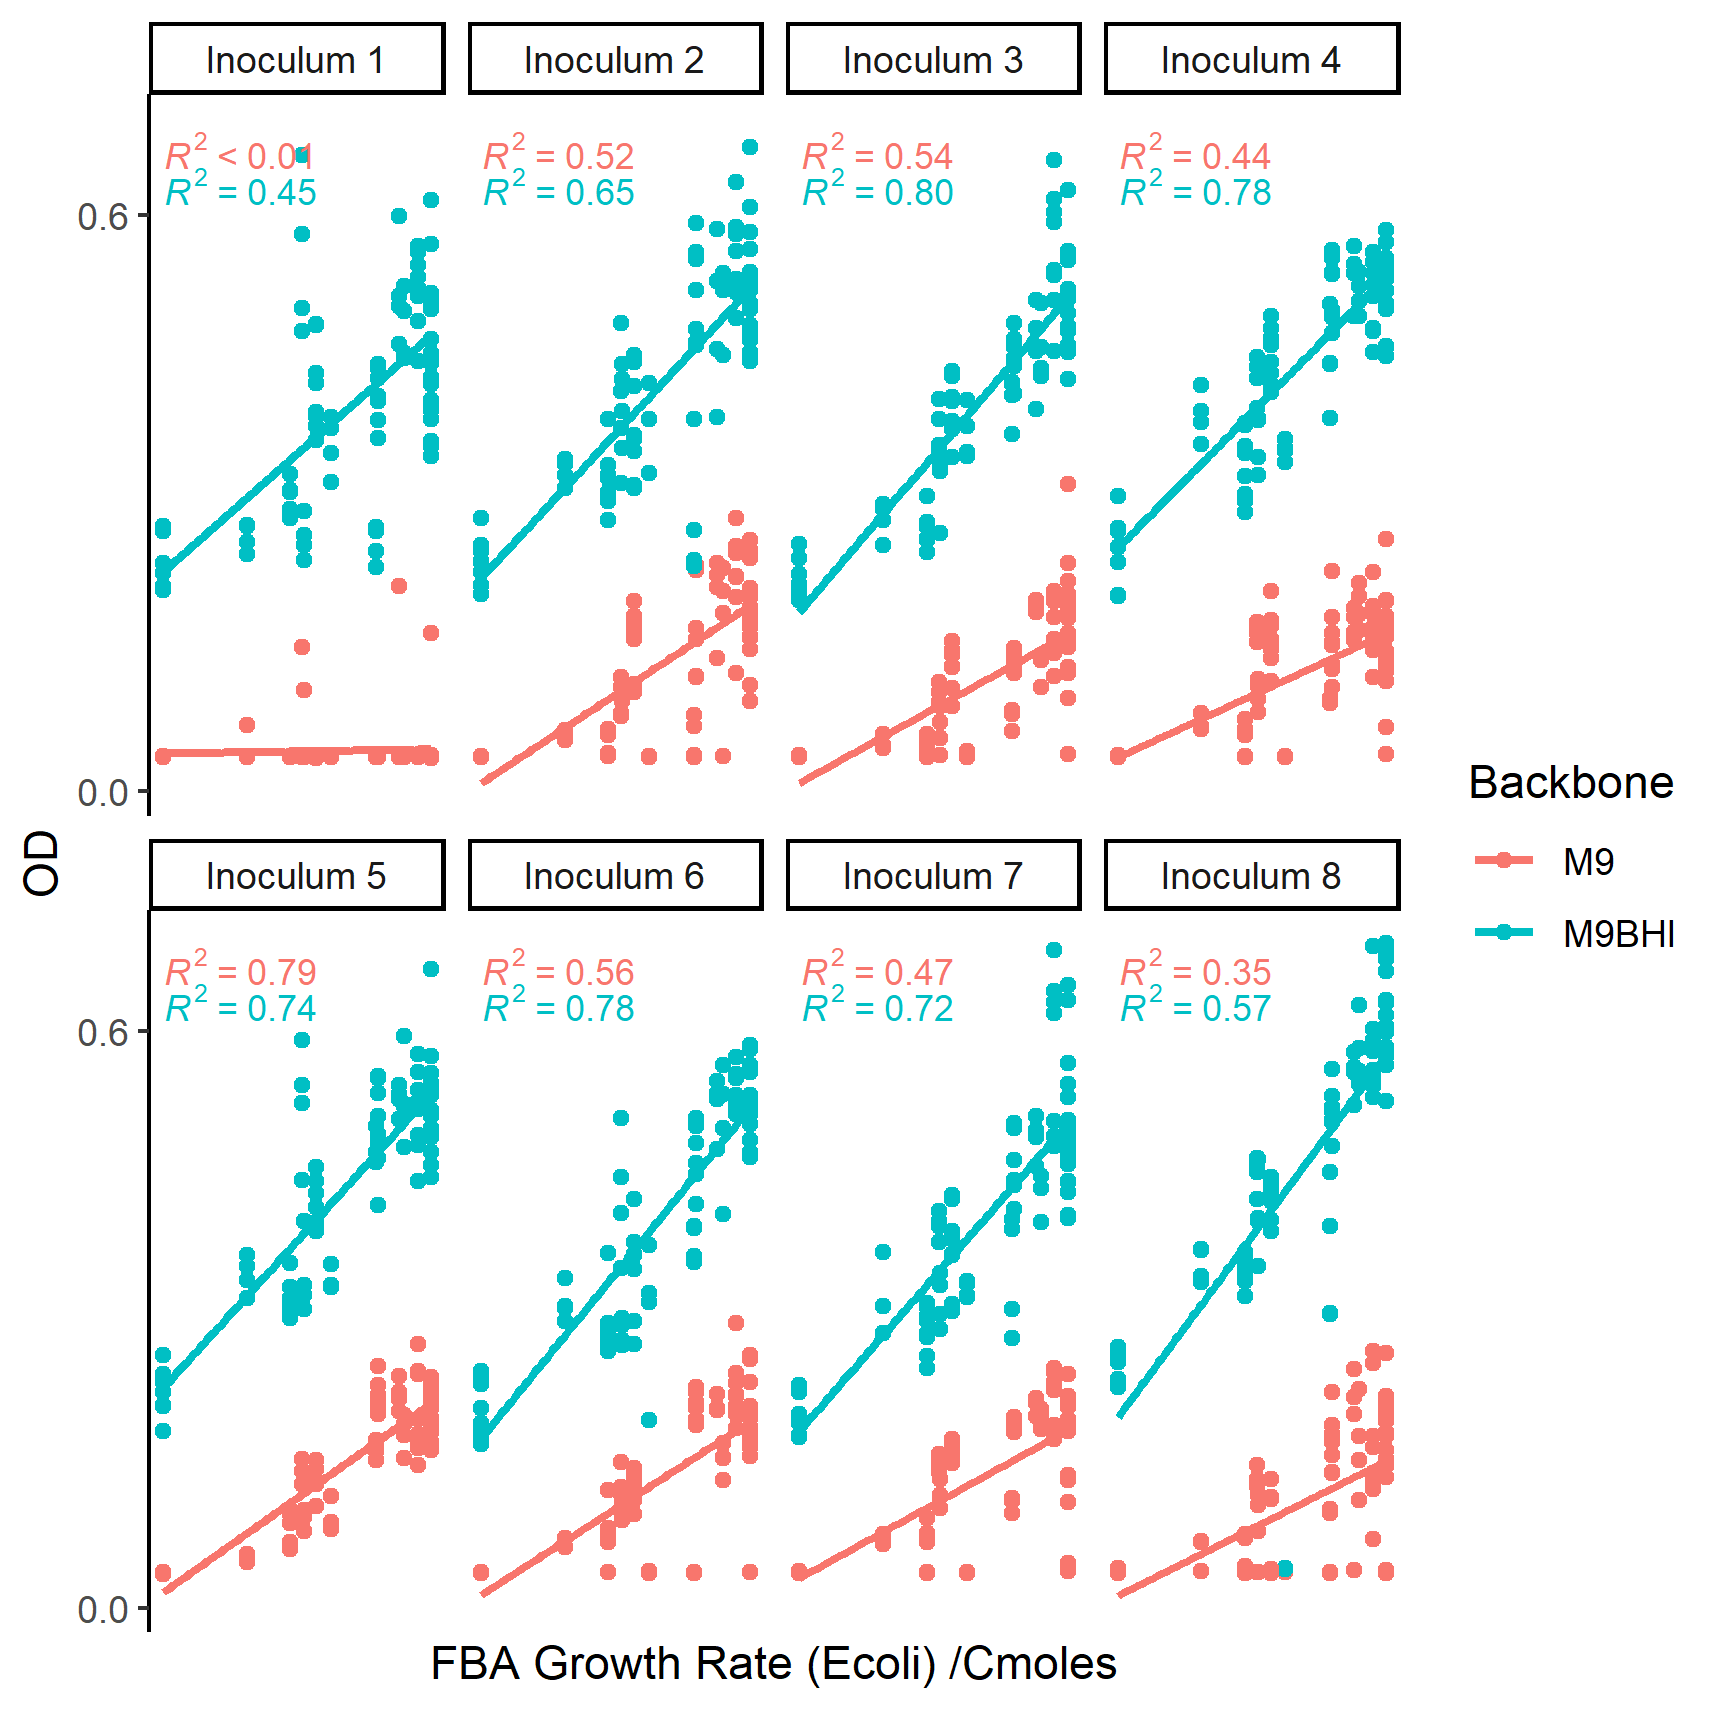 Inoculum 1 Inoculum 2 Inoculum 3 Inoculum 4
R² < 0.01 R² = 0.52 R² = 0.54 R² = 0.44
R² = 0.45 R² = 0.65 R² = 0.80 R² = 0.78
0.6
0.0
OD
Inoculum 5 Inoculum 6 Inoculum 7 Inoculum 8
R² = 0.79 R² = 0.56 R² = 0.47 R² = 0.35
R² = 0.74 R² = 0.78 R² = 0.72 R² = 0.57
0.6
0.0
FBA Growth Rate (Ecoli) /Cmoles
Backbone
M9
M9BHI